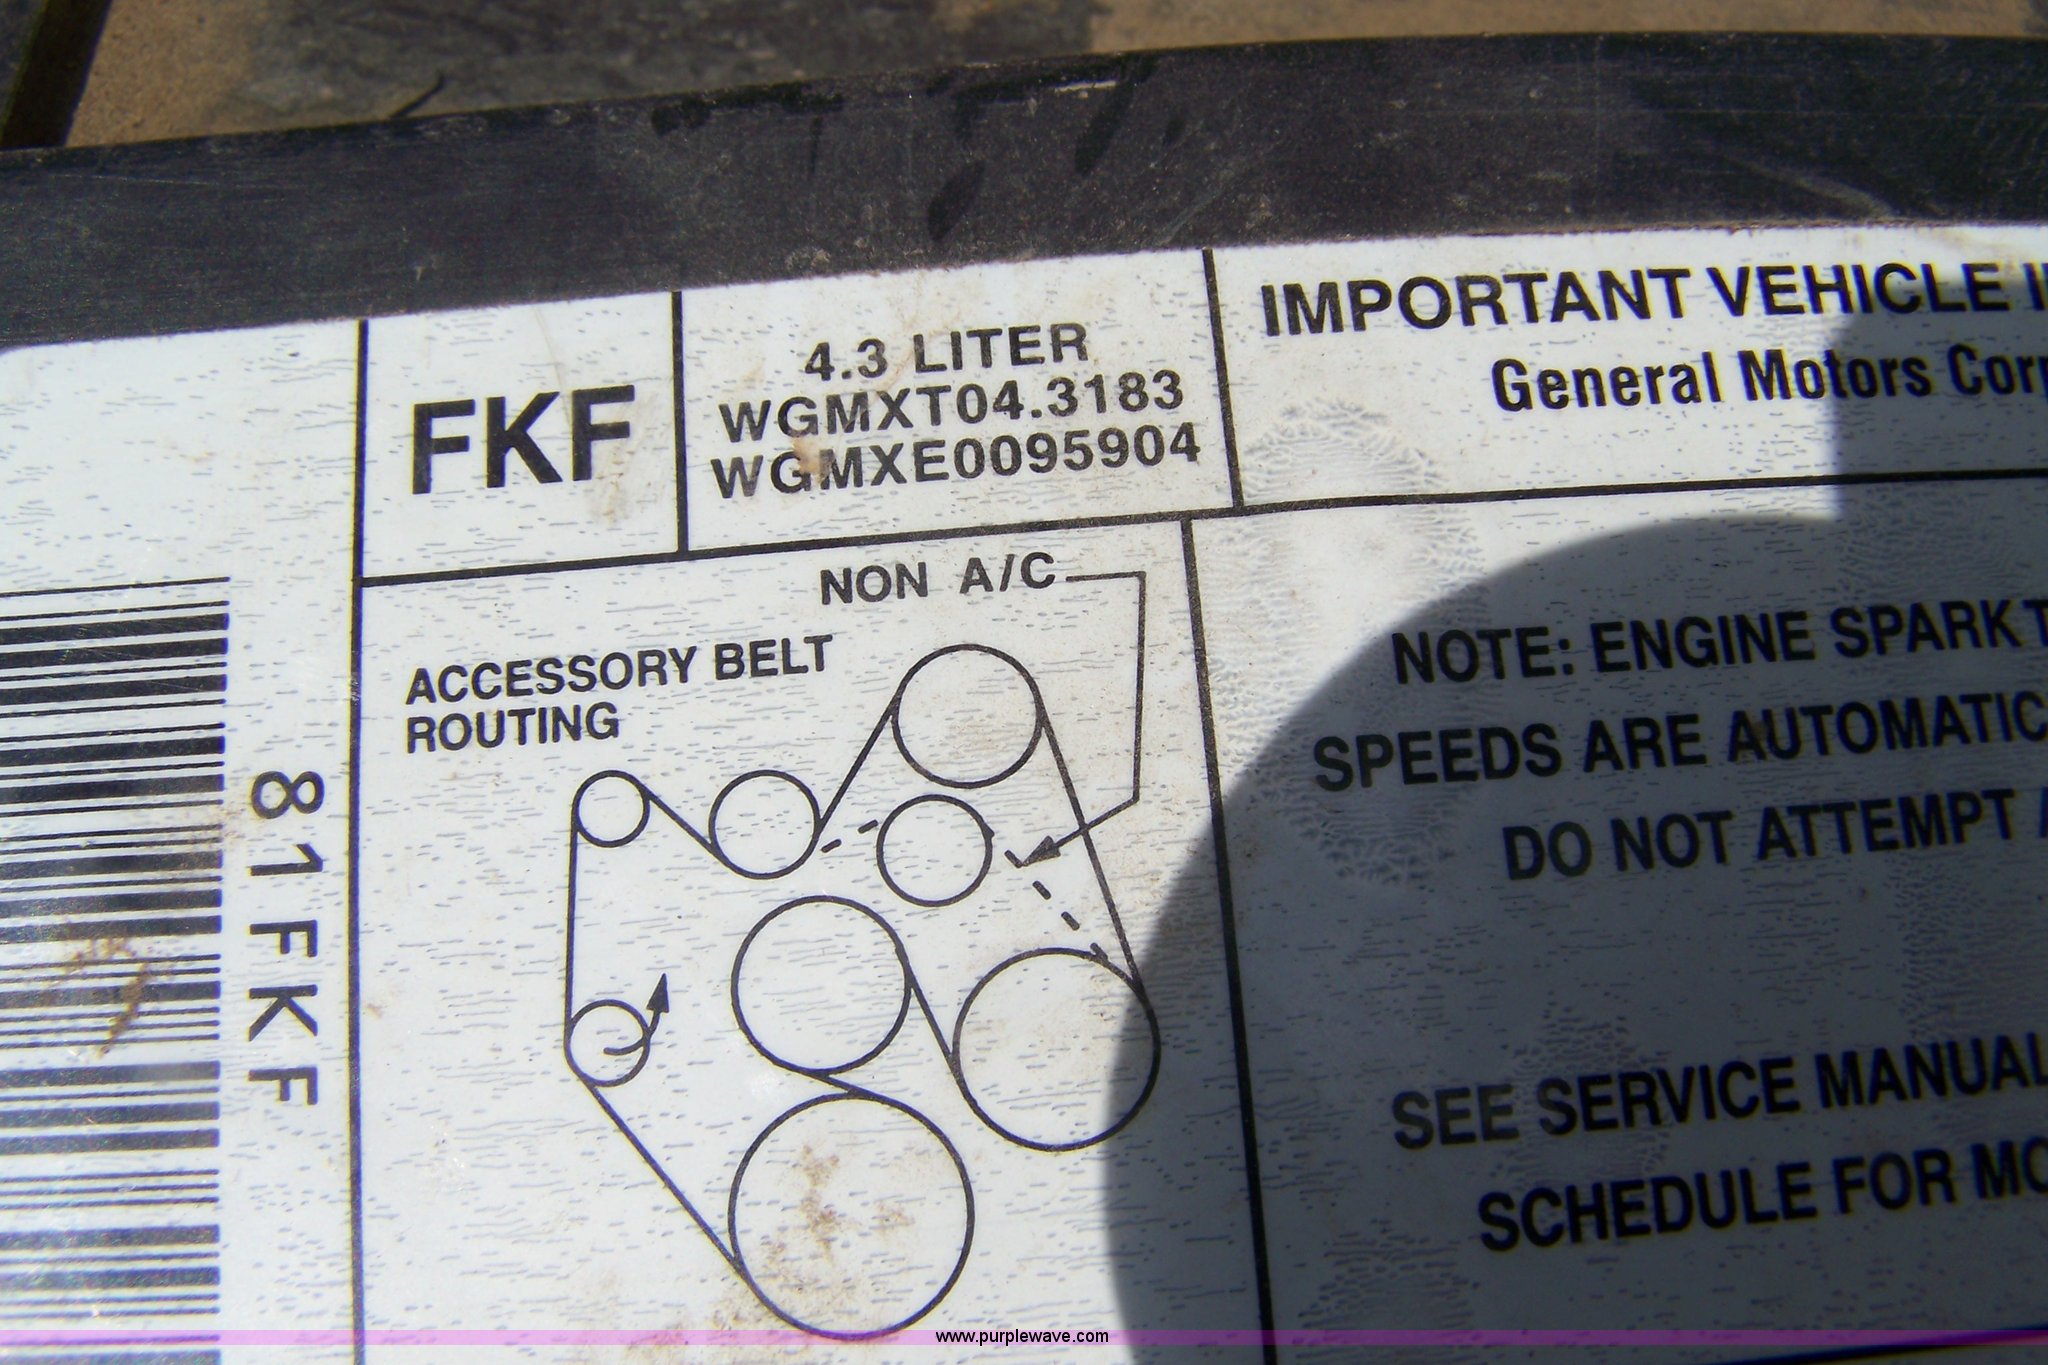 FKF
4.3 LITER
WGMXT04.3183
WGMXE0095904
IMPORTANT VEHICLE
General Motors
NON A/C
ACCESSORY BELT
ROUTING
81FKF
NOTE: ENGINE SPARK
SPEEDS ARE AUTOMATIC
DO NOT ATTEMPT
SEE SERVICE MANUAL
SCHEDULE FOR
www.purplewave.com